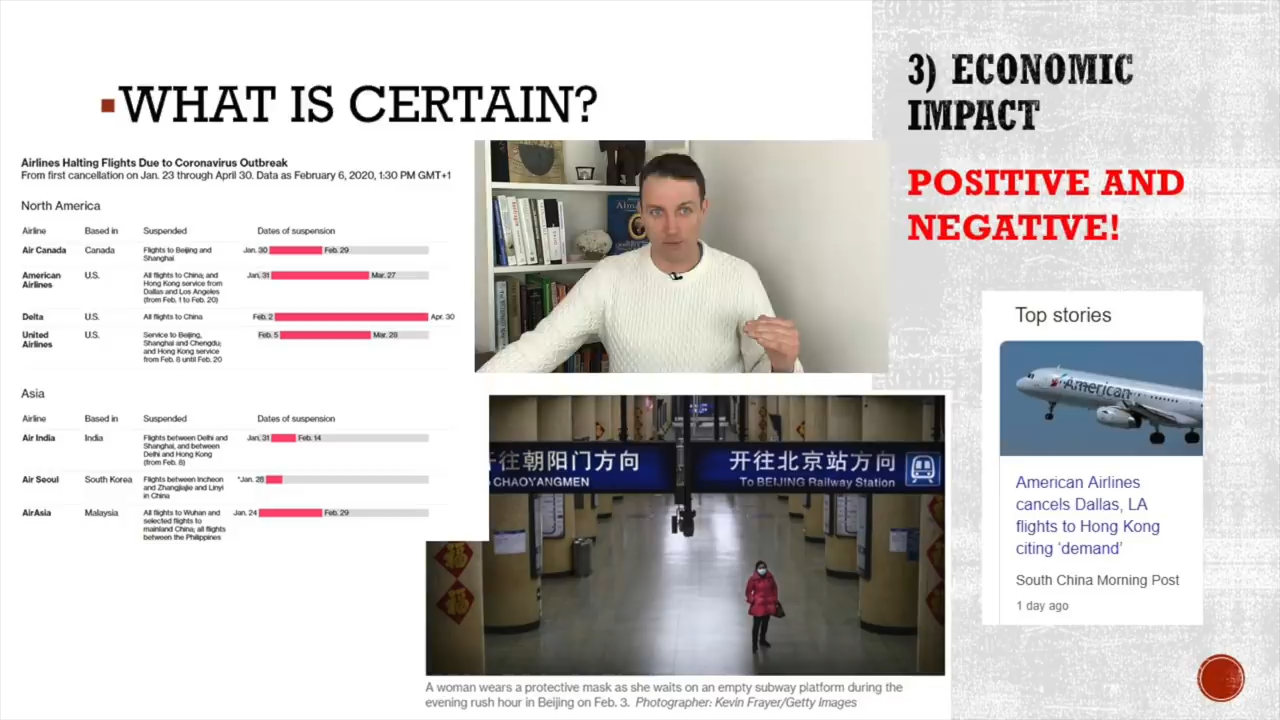 WHAT IS CERTAIN?
Airlines Halting Flights Due to Coronavirus Outbreak
From first cancellation on Jan. 23 through April 30. Data as February 6, 2020, 1:30 PM GMT+1
North America
Airline Based in Suspended Dates of suspension
Air Canada Canada Flights to Beijing and Jan. 30 Feb. 29
Shanghai
American U.S. All flights to China; and Jan. 31 Mar. 27
Airlines Hong Kong service from
Dallas and Los Angeles
(from Feb. 1 to Feb. 20)
Delta U.S. All flights to China Feb. 2 Apr. 30
United U.S. Service to Beijing, Feb. 5 Mar. 28
Airlines Shanghai and Chengdu;
and Hong Kong service
from Feb. 8 until Feb. 20
Asia
Airline Based in Suspended Dates of suspension
Air India India Flights between Delhi and Jan. 31 Feb. 14
Shanghai, and between
Delhi and Hong Kong
(from Feb. 8)
Air Seoul South Korea Flights between Incheon *Jan. 28
and Zhangjiajie and Linyi
in China
AirAsia Malaysia All flights to Wuhan and Jan. 24 Feb. 29
selected flights to
mainland China; all flights
between the Philippines
开往朝阳门方向
CHAOYANGMEN
开往北京站方向
To BEIJING Railway Station
福
福
A woman wears a protective mask as she waits on an empty subway platform during the
evening rush hour in Beijing on Feb. 3. Photographer: Kevin Frayer/Getty Images
3) ECONOMIC
IMPACT
POSITIVE AND
NEGATIVE!
Top stories
American
American Airlines
cancels Dallas, LA
flights to Hong Kong
citing ‘demand’
South China Morning Post
1 day ago